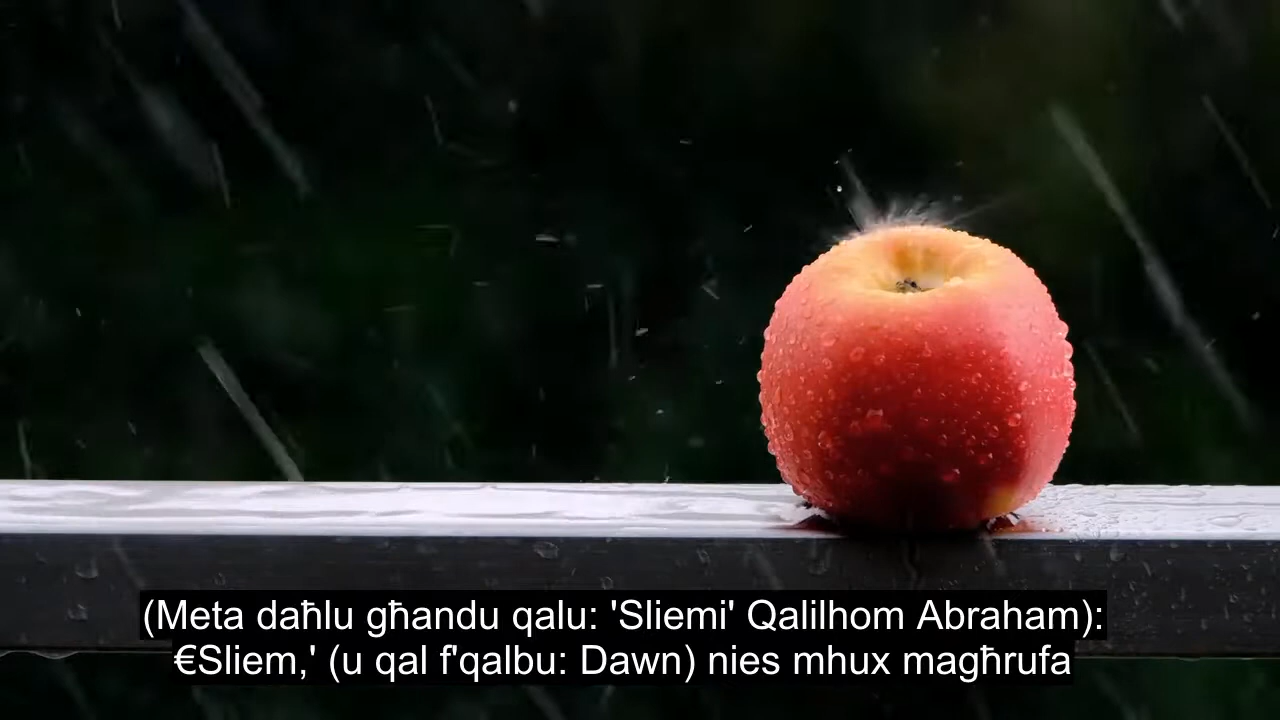 (Meta daħlu għandu qalu: 'Sliemi' Qalilhom Abraham):
€Sliem,' (u qal f'qalbu: Dawn) nies mhux magħrufa